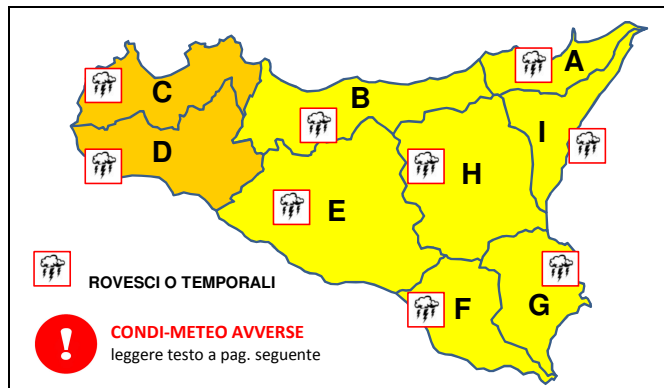 A
C
B
I
D
H
E
ROVESCI O TEMPORALI
F
G
!
CONDI-METEO AVVERSE
leggere testo a pag. seguente